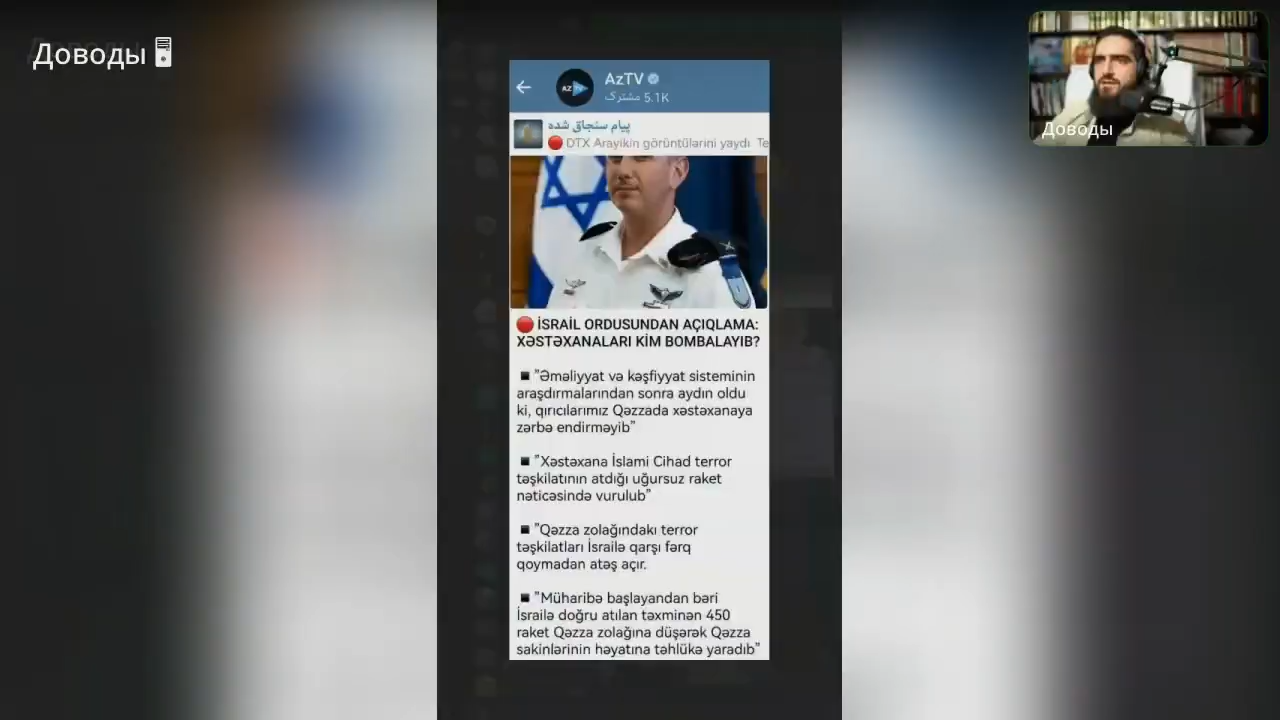 Доводы
Доводы
AzTV
5.1K مشترک
پیام سنجاق شده
DTX Arayikin görüntülərini yaydı Te
İSRAİL ORDUSUNDAN AÇIQLAMA:
XƏSTƏXANALARI KİM BOMBALAYIB?
"Əməliyyat və kəşfiyyat sisteminin
araşdırmalarından sonra aydın oldu
ki, qırıcılarımız Qəzzada xəstəxanaya
zərbə endirməyib"
"Xəstəxana İslami Cihad terror
təşkilatının atdığı uğursuz raket
nəticəsində vurulub"
"Qəzza zolağındakı terror
təşkilatları İsrailə qarşı fərq
qoymadan atəş açır.
"Müharibə başlayandan bəri
İsrailə doğru atılan təxminən 450
raket Qəzza zolağına düşərək Qəzza
sakinlərinin həyatına təhlükə yaradıb"